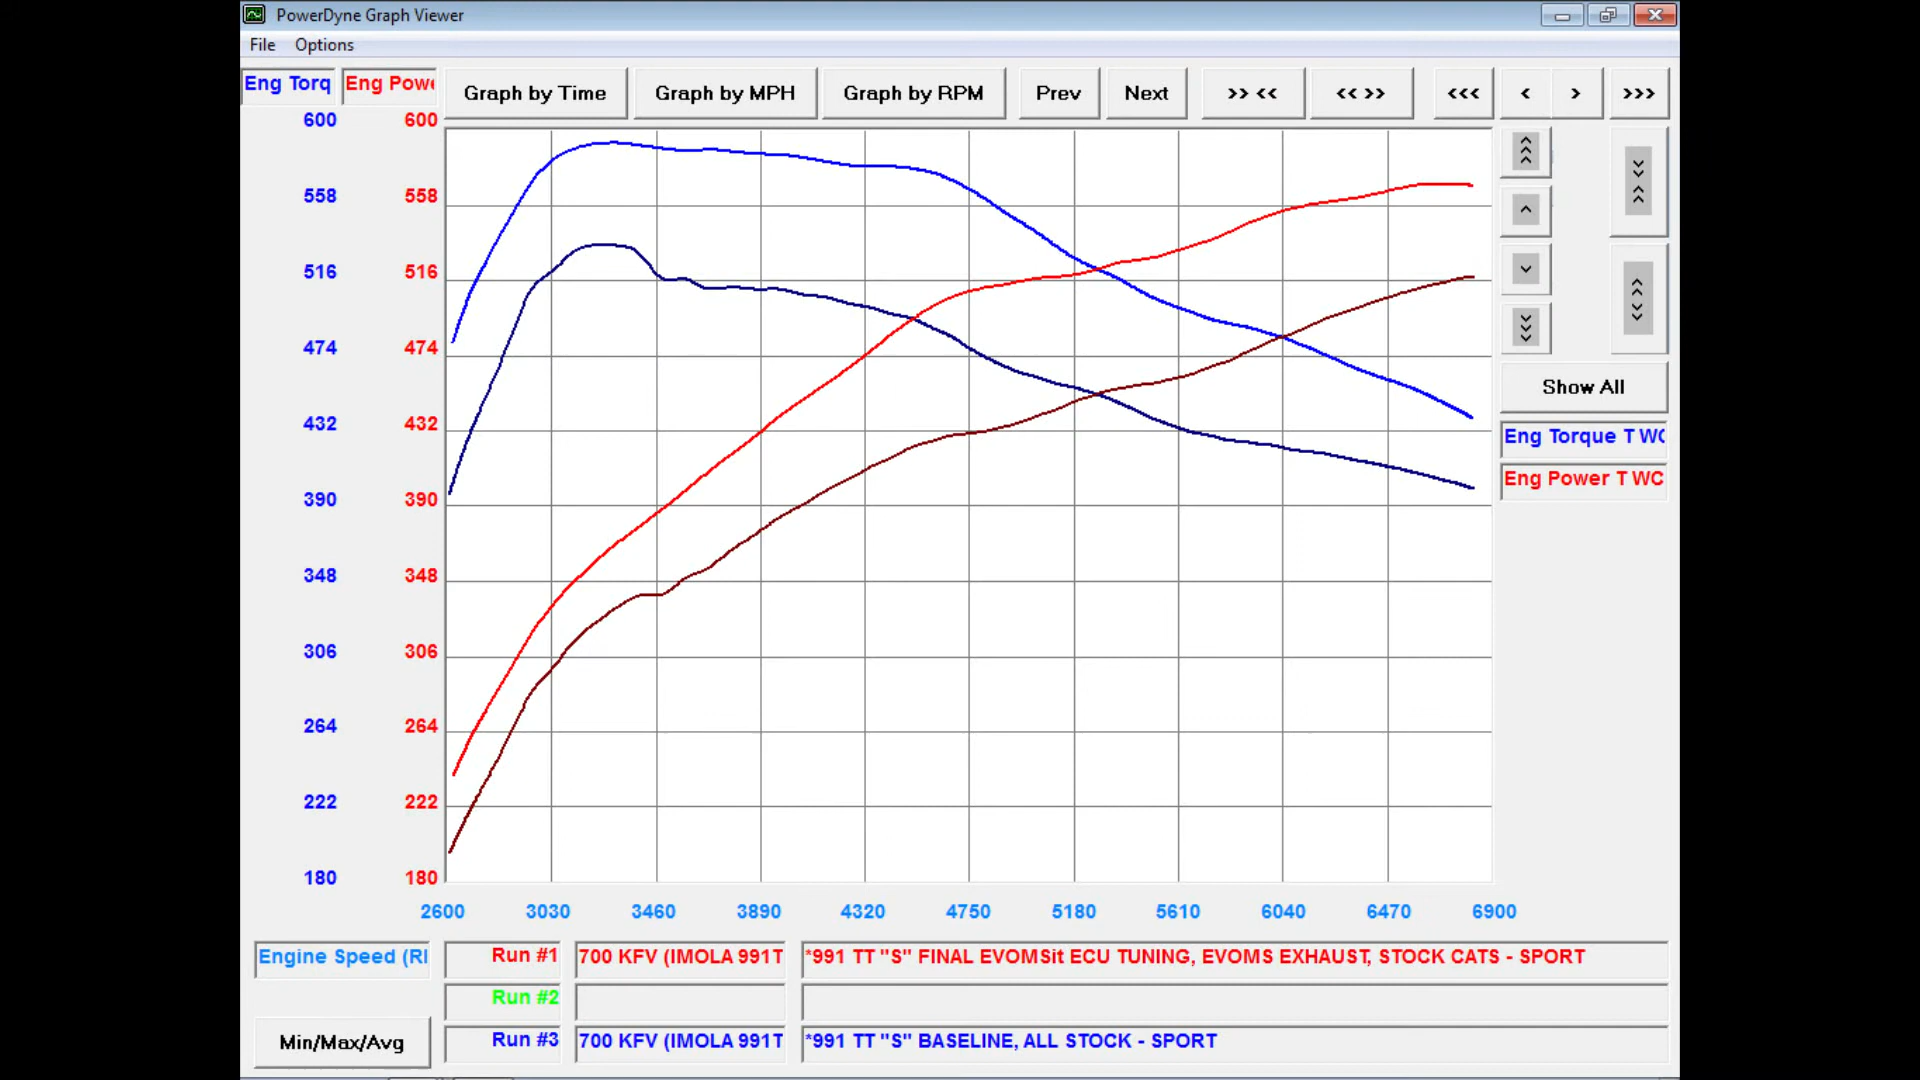 PowerDyne Graph Viewer
File Options
Eng Torq Eng Pow Graph by Time Graph by MPH Graph by RPM Prev Next >> << << >> <<< < > >>>
600 600
558 558
516 516
474 474
Show All
432 432
Eng Torque T WC
Eng Power T WC
390 390
348 348
306 306
264 264
222 222
180 180
2600 3030 3460 3890 4320 4750 5180 5610 6040 6470 6900
Engine Speed (RI Run #1 700 KFV (IMOLA 991T *991 TT "S" FINAL EVOMSit ECU TUNING, EVOMS EXHAUST, STOCK CATS - SPORT
Run #2
Min/Max/Avg Run #3 700 KFV (IMOLA 991T *991 TT "S" BASELINE, ALL STOCK - SPORT